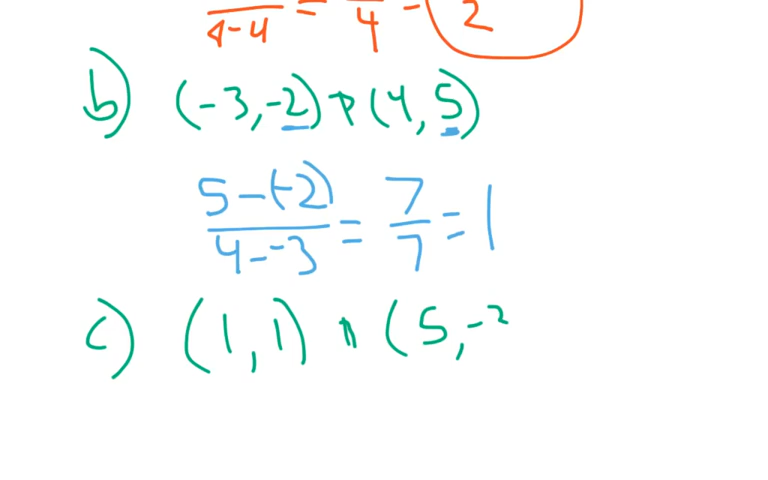 4-4 = 4 - 2
b) (-3,-2) + (4,5)
5-(-2) / 4--3 = 7/7 = 1
c) (1,1) (5,-2